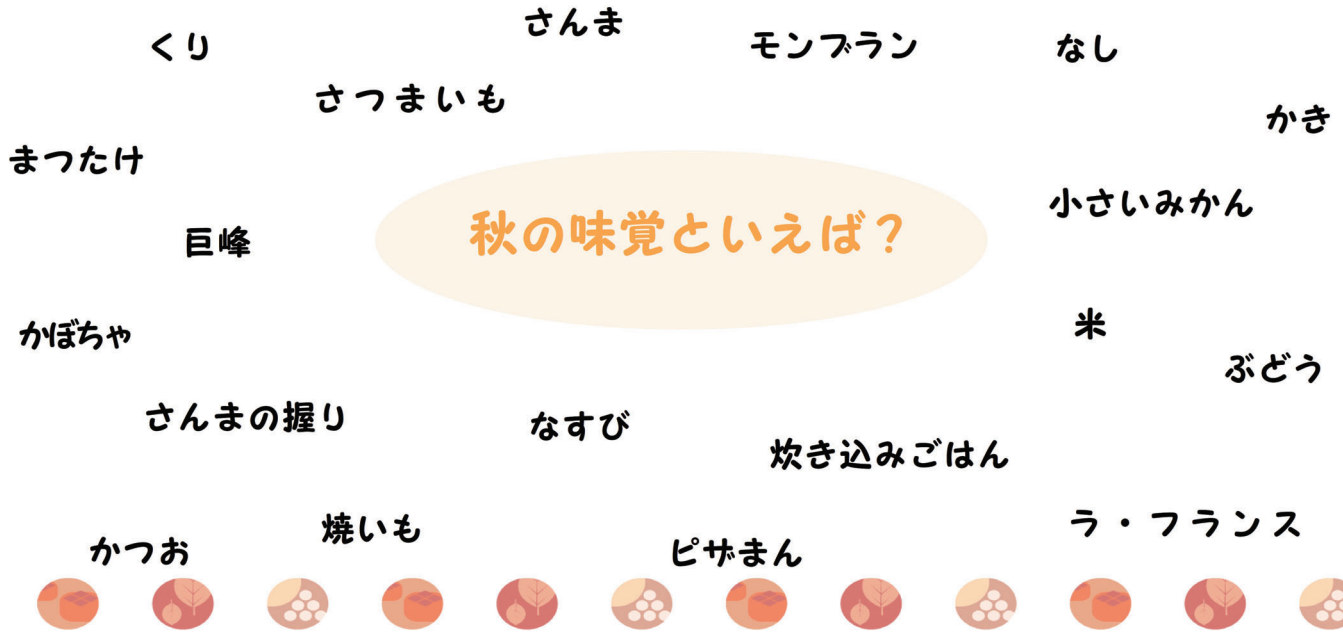 さんま
くり
モンブラン
なし
さつまいも
かき
まつたけ
小さいみかん
巨峰
秋の味覚といえば？
米
かぼちゃ
ぶどう
さんまの握り
なすび
炊き込みごはん
焼いも
ラ・フランス
かつお
ピザまん